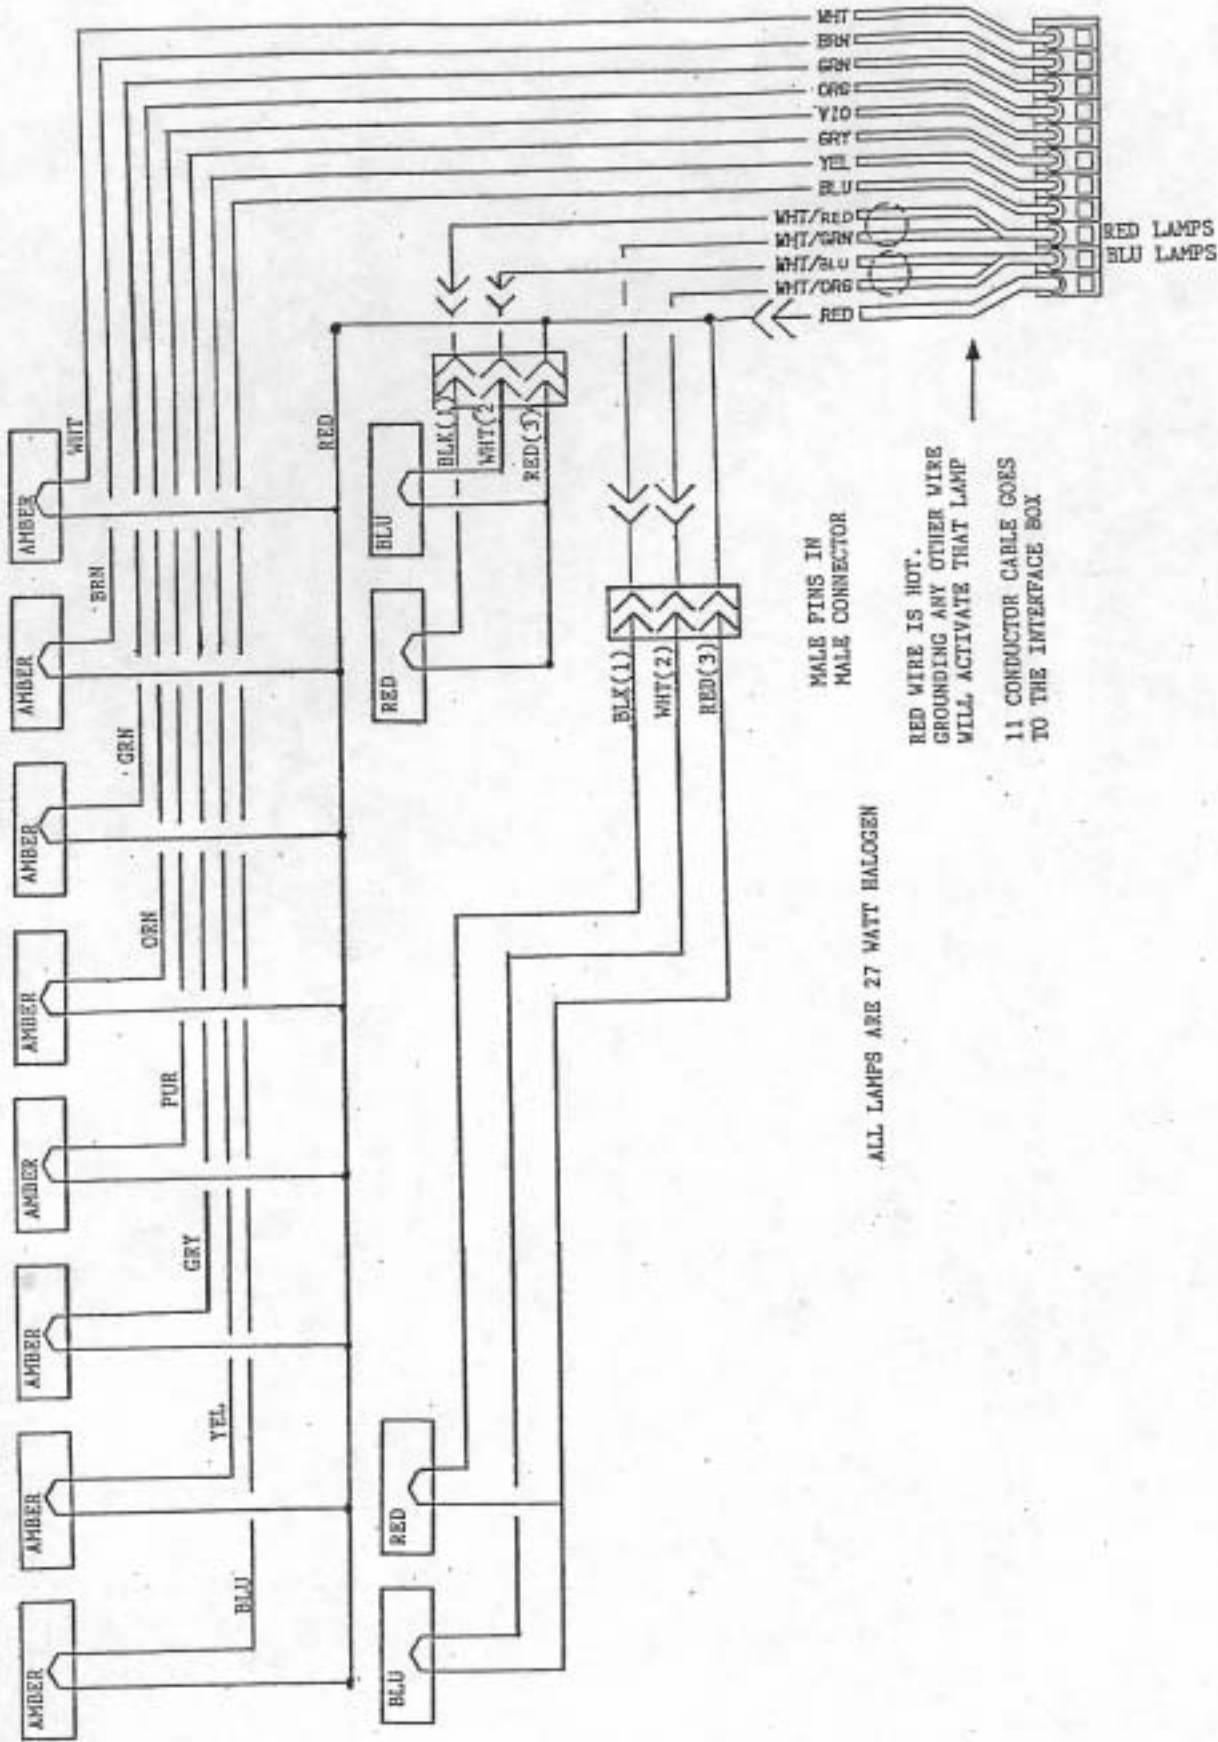 WHT
BRN
GRN
ORG
VIO
GRY
YEL
BLU
WHT/RED
WHT/GRN
WHT/BLU
WHT/ORG
RED
RED LAMPS
BLU LAMPS
WHT
BRN
GRN
ORN
PUR
GRY
YEL
BLU
RED
AMBER
AMBER
AMBER
AMBER
AMBER
AMBER
AMBER
AMBER
BLU
RED
BLK(1)
WHT(2
RED(3)
BLK(1)
WHT(2)
RED(3)
RED
BLU
MALE PINS IN
MALE CONNECTOR
RED WIRE IS HOT.
GROUNDING ANY OTHER WIRE
WILL ACTIVATE THAT LAMP
11 CONDUCTOR CABLE GOES
TO THE INTERFACE BOX
ALL LAMPS ARE 27 WATT HALOGEN